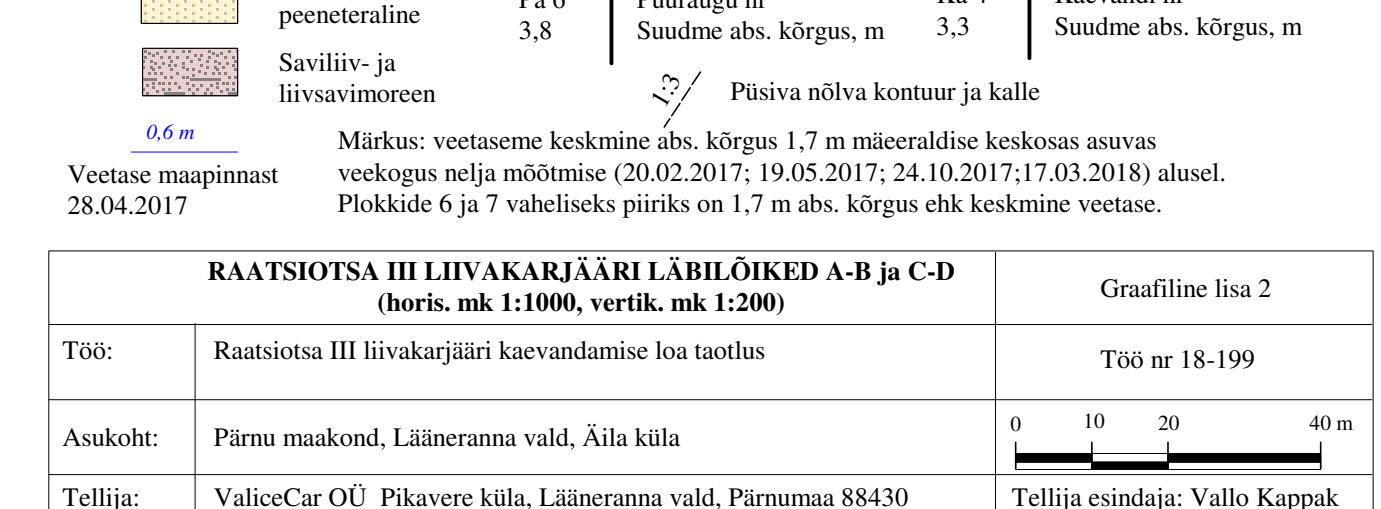 peeneteraline
Pa 6
3,8
Puuraugu nr
Suudme abs. kõrgus, m
3,3
Kaevandi nr
Suudme abs. kõrgus, m
Saviliiv- ja
liivsavimoreen
1:3
Püsiva nõlva kontuur ja kalle
0,6 m
Veetase maapinnast
28.04.2017
Märkus: veetaseme keskmine abs. kõrgus 1,7 m mäeeraldise keskosas asuvas
veekogus nelja mõõtmise (20.02.2017; 19.05.2017; 24.10.2017;17.03.2018) alusel.
Plokkide 6 ja 7 vaheliseks piiriks on 1,7 m abs. kõrgus ehk keskmine veetase.
RAATSIOTSA III LIIVAKARJÄÄRI LÄBILÕIKED A-B ja C-D
(horis. mk 1:1000, vertik. mk 1:200)
Graafiline lisa 2
Töö:
Raatsiotsa III liivakarjääri kaevandamise loa taotlus
Töö nr 18-199
Asukoht:
Pärnu maakond, Lääneranna vald, Äila küla
0 10 20 40 m
Tellija:
ValiceCar OÜ Pikavere küla, Lääneranna vald, Pärnumaa 88430
Tellija esindaja: Vallo Kappak